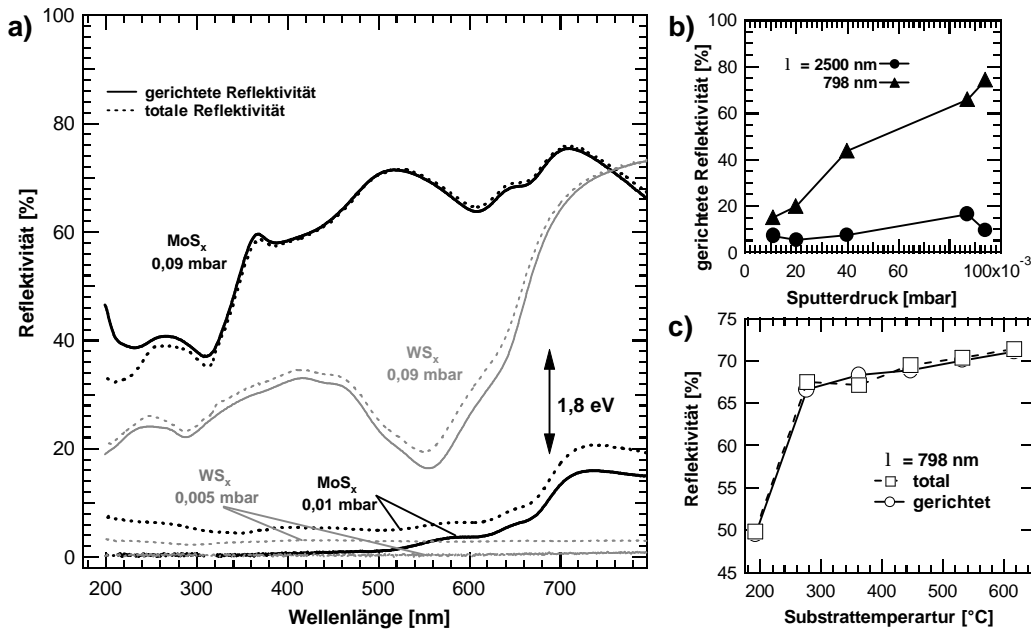 a)
100
80
60
40
20
0
Reflektivität [%]
gerichtete Reflektivität
totale Reflektivität
MoSx
0,09 mbar
WSx
0,09 mbar
1,8 eV
WSx
0,005 mbar
MoSx
0,01 mbar
200 300 400 500 600 700
Wellenlänge [nm]
b)
100
80
60
40
20
0
gerichtete Reflektivität [%]
l = 2500 nm
798 nm
0 20 40 60 80 100x10-3
Sputterdruck [mbar]
c)
75
70
65
60
55
50
45
Reflektivität [%]
l = 798 nm
total
gerichtet
200 300 400 500 600
Substrattemperartur [°C]